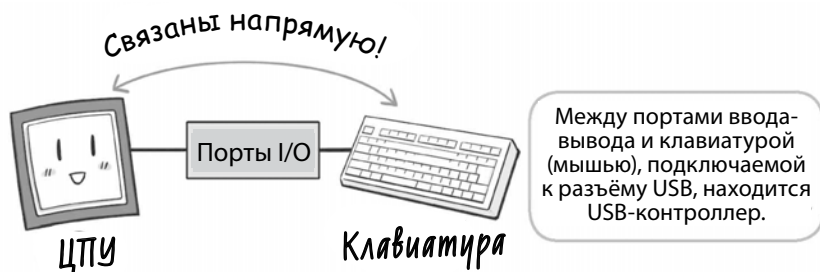 Связаны напрямую!
Порты I/O
ЦПУ
Клавиатура
Между портами ввода-
вывода и клавиатурой
(мышью), подключаемой
к разъёму USB, находится
USB-контроллер.